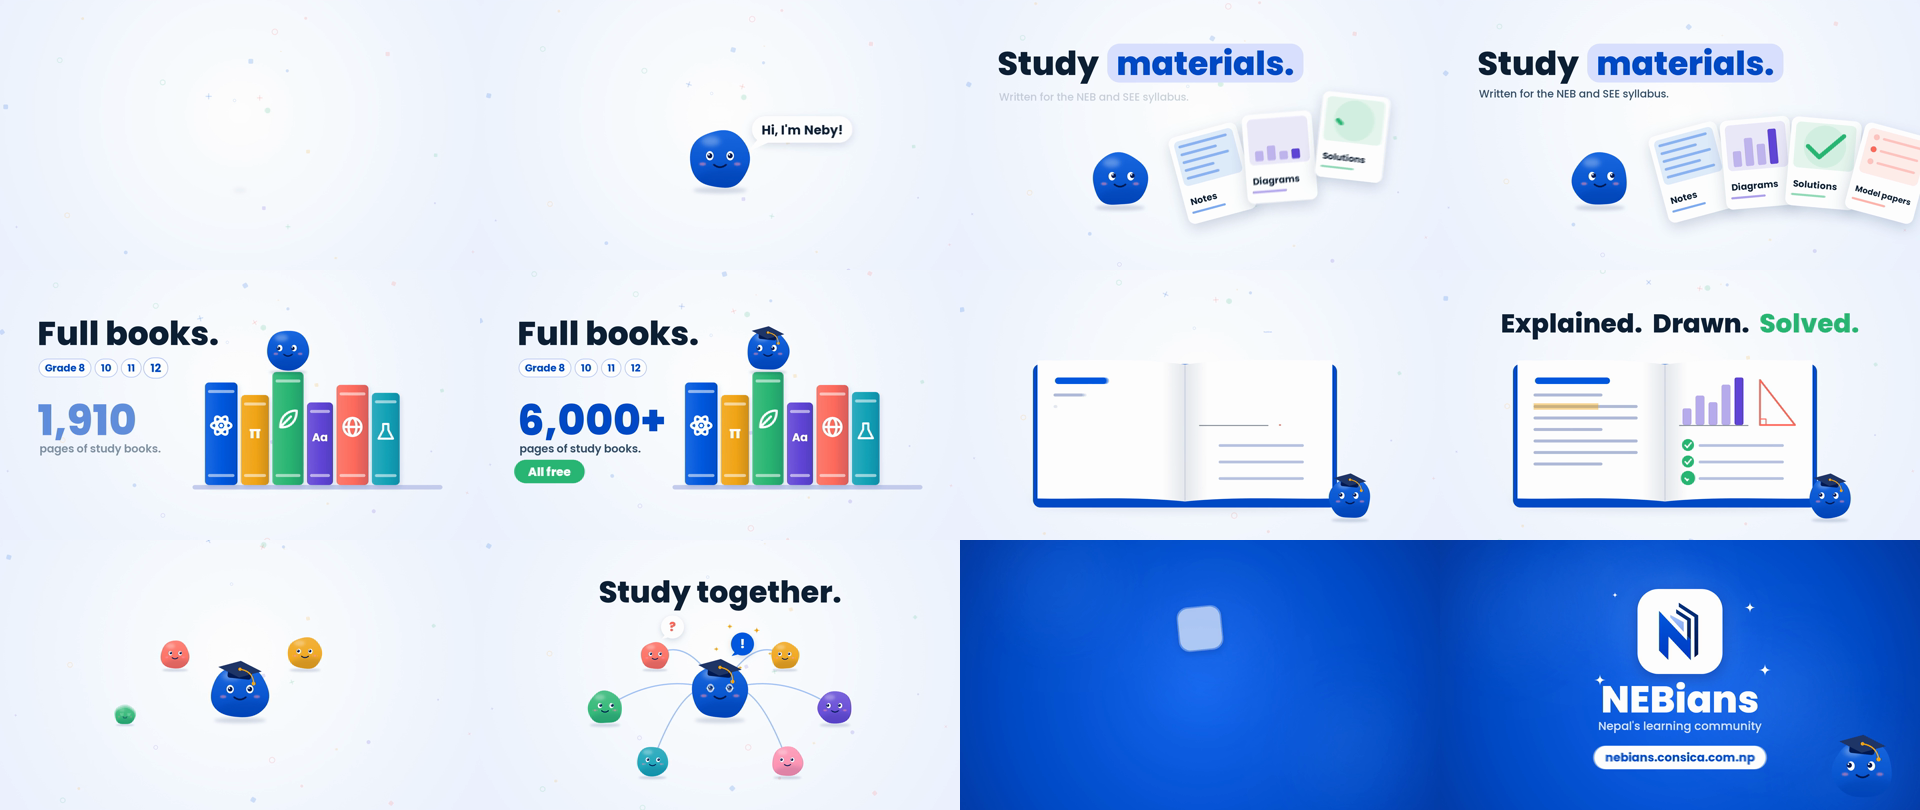 Hi, I'm Neby!
Study materials.
Written for the NEB and SEE syllabus.
Notes
Diagrams
Solutions
Study materials.
Written for the NEB and SEE syllabus.
Notes
Diagrams
Solutions
Model papers
Full books.
Grade 8 10 11 12
1,910
pages of study books.
π
Aa
Full books.
Grade 8 10 11 12
6,000+
pages of study books.
All free
π
Aa
Explained. Drawn. Solved.
Study together.
?
!
N
NEBians
Nepal's learning community
nebians.consica.com.np